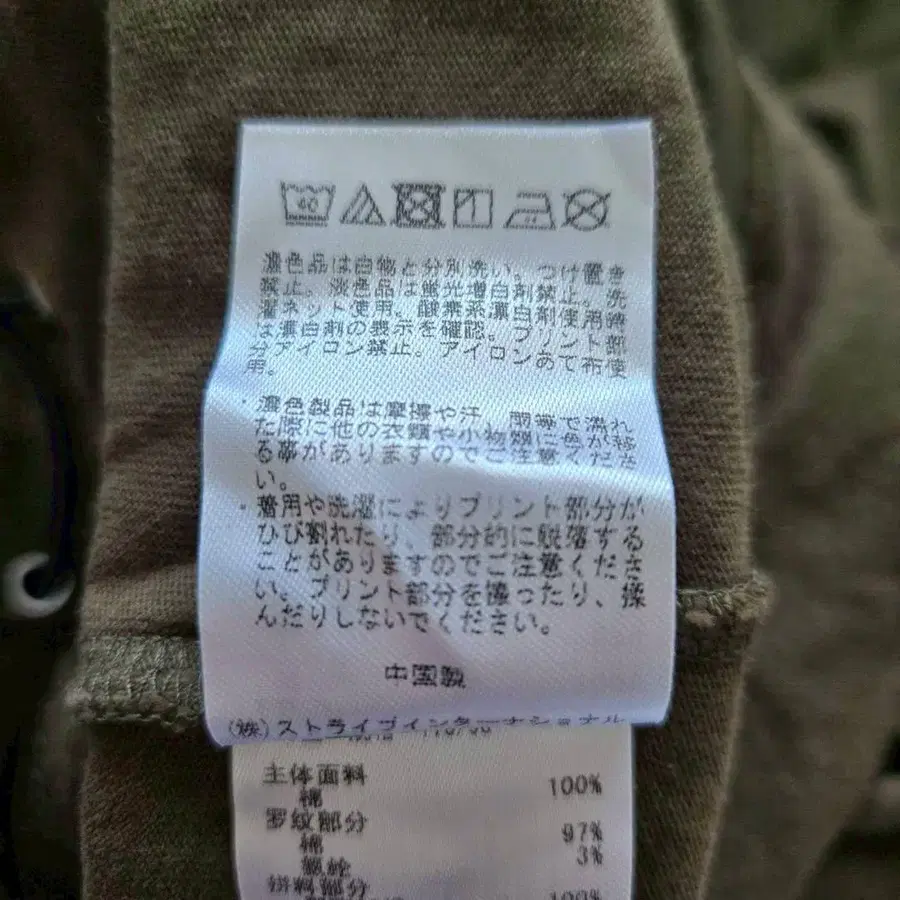 40
濃色品は白物と分別洗い。つけ置き
禁止。淡色品は蛍光増白剤禁止。洗
濯ネット使用。酸素系漂白剤使用時
は漂白剤の表示を確認。プリント部
分アイロン禁止。アイロンあて布使
用。
・濃色製品は摩擦や汗、雨等で濡れ
た際に他の衣類や小物類に色が移
る事がありますのでご注意くださ
い。
・着用や洗濯によりプリント部分が
ひび割れたり、部分的に脱落する
ことがありますのでご注意くださ
い。プリント部分を擦ったり、揉
んだりしないでください。
中国製
(株)ストライプインターナショナル
主体面料
棉 100%
罗纹部分
棉 97%
氨纶 3%
拼料部分
100%